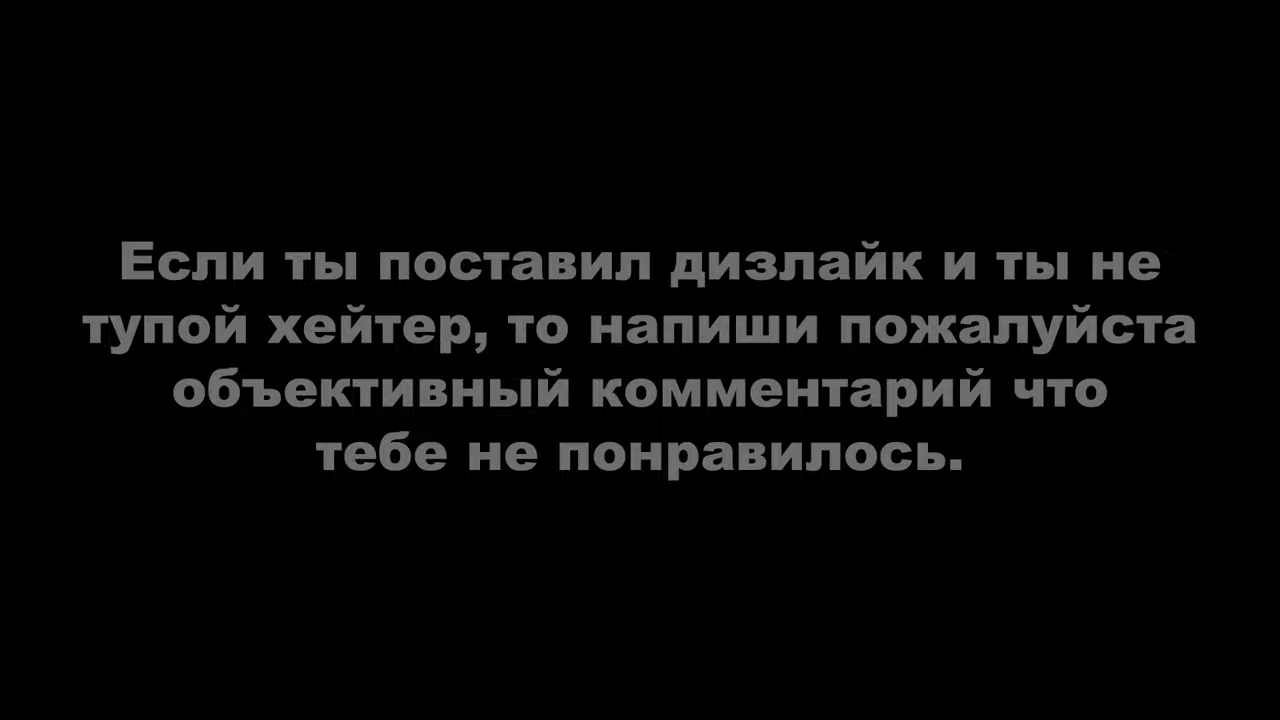 Если ты поставил дизлайк и ты не
тупой хейтер, то напиши пожалуйста
объективный комментарий что
тебе не понравилось.